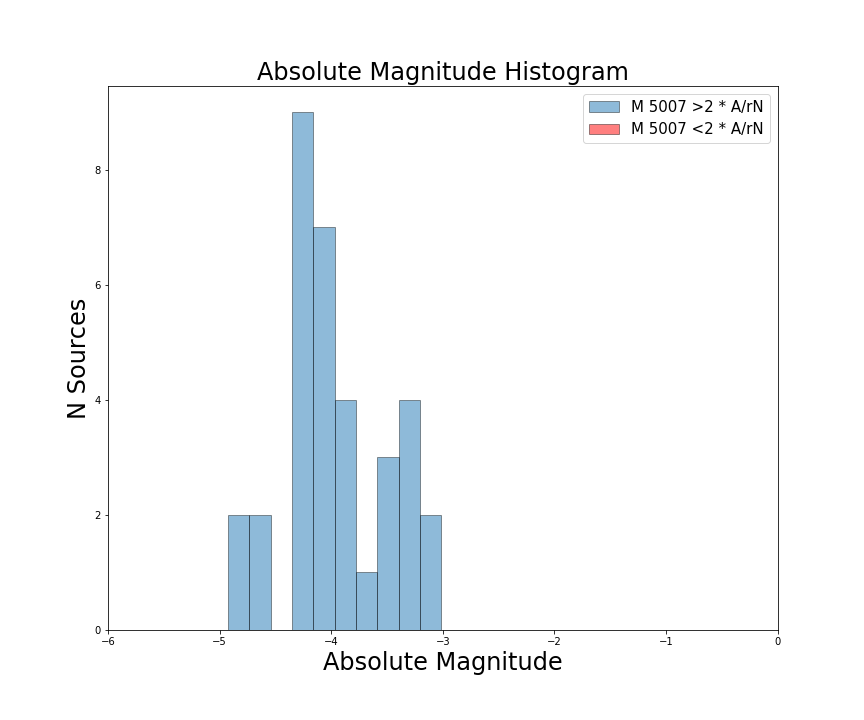 Absolute Magnitude Histogram
M 5007 >2 * A/rN
M 5007 <2 * A/rN
N Sources
8
6
4
2
0
−6 −5 −4 −3 −2 −1 0
Absolute Magnitude